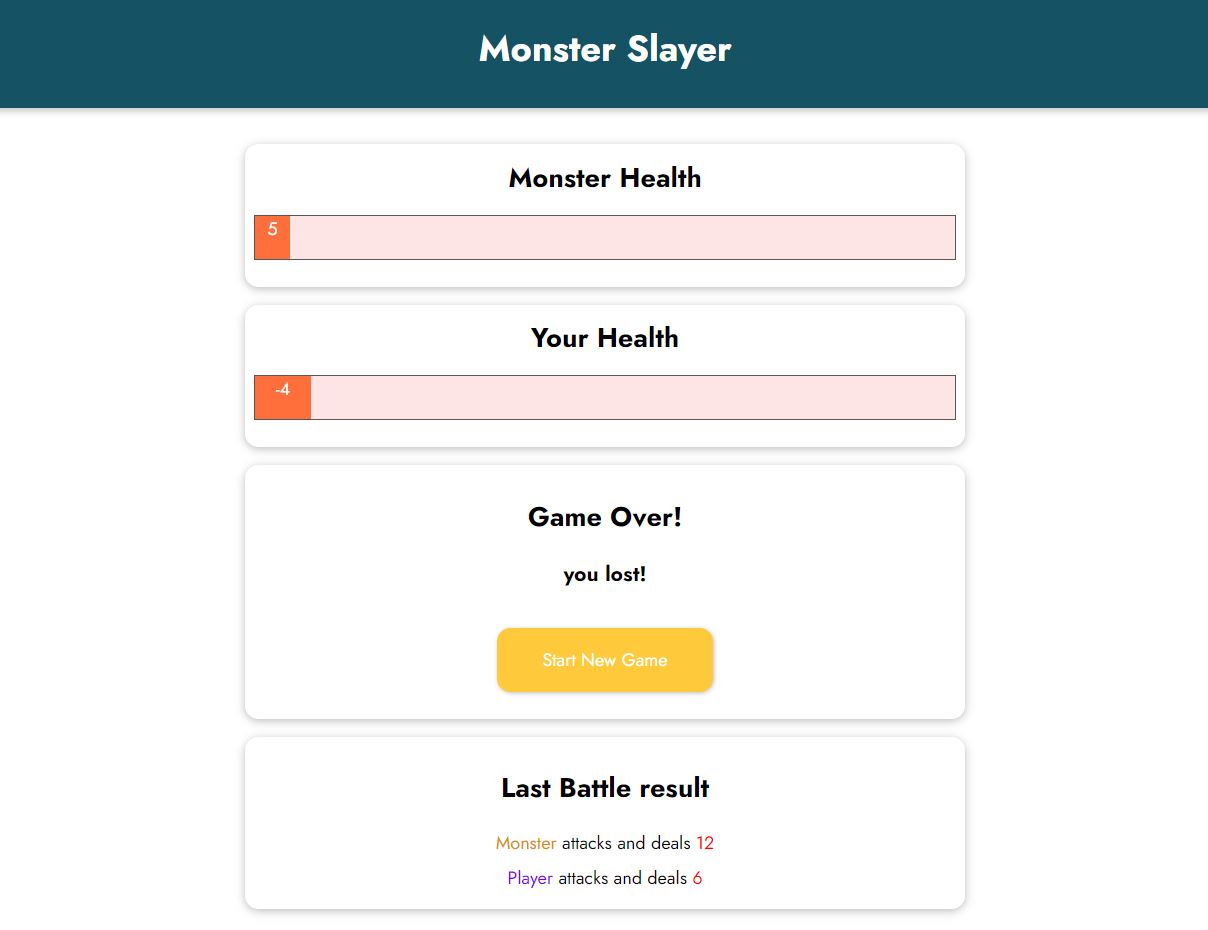 Monster Slayer
Monster Health
5
Your Health
-4
Game Over!
you lost!
Start New Game
Last Battle result
Monster attacks and deals 12
Player attacks and deals 6